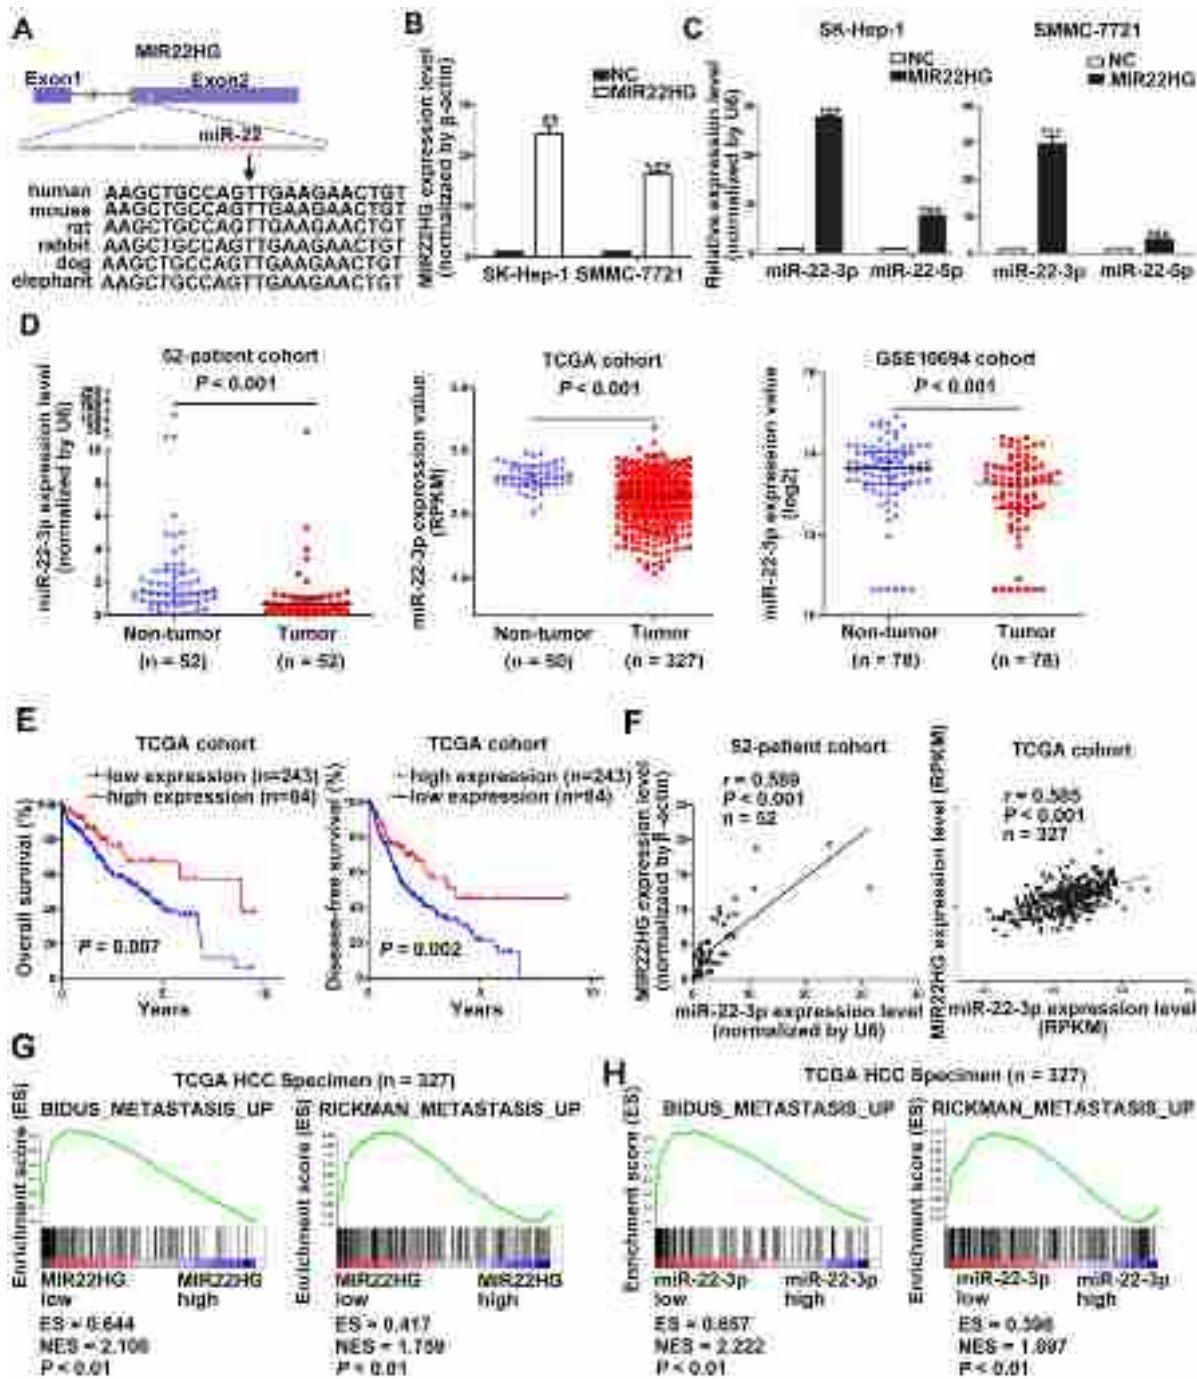 A
MIR22HG
Exon1
Exon2
miR-22
human AAGCTGCCAGTTGAAGAACTGT
mouse AAGCTGCCAGTTGAAGAACTGT
rat AAGCTGCCAGTTGAAGAACTGT
rabbit AAGCTGCCAGTTGAAGAACTGT
dog AAGCTGCCAGTTGAAGAACTGT
elephant AAGCTGCCAGTTGAAGAACTGT
B
NC
MIR22HG
MIR22HG expression level
(normalized by β-actin)
SK-Hep-1 SMMC-7721
C
SK-Hep-1
NC
MIR22HG
Relative expression level
(normalized by U6)
miR-22-3p miR-22-5p
SMMC-7721
NC
MIR22HG
miR-22-3p miR-22-5p
D
52-patient cohort
P < 0.001
miR-22-3p expression level
(normalized by U6)
Non-tumor
(n = 52)
Tumor
(n = 52)
TCGA cohort
P < 0.001
miR-22-3p expression value
(RPKM)
Non-tumor
(n = 50)
Tumor
(n = 327)
GSE10694 cohort
P < 0.001
miR-22-3p expression value
(log2)
Non-tumor
(n = 78)
Tumor
(n = 78)
E
TCGA cohort
low expression (n=243)
high expression (n=84)
Overall survival (%)
P = 0.007
0
Years
TCGA cohort
high expression (n=243)
low expression (n=84)
Disease-free survival (%)
P = 0.002
0 5 10
Years
F
52-patient cohort
r = 0.589
P < 0.001
n = 52
MIR22HG expression level
(normalized by β-actin)
miR-22-3p expression level
(normalized by U6)
TCGA cohort
r = 0.585
P < 0.001
n = 327
MIR22HG expression level (RPKM)
miR-22-3p expression level
(RPKM)
G
TCGA HCC Specimen (n = 327)
BIDUS_METASTASIS_UP
Enrichment score (ES)
MIR22HG
low
MIR22HG
high
ES = 0.644
NES = 2.106
P < 0.01
RICKMAN_METASTASIS_UP
Enrichment score (ES)
MIR22HG
low
MIR22HG
high
ES = 0.417
NES = 1.759
P < 0.01
H
TCGA HCC Specimen (n = 327)
BIDUS_METASTASIS_UP
Enrichment score (ES)
miR-22-3p
low
miR-22-3p
high
ES = 0.657
NES = 2.222
P < 0.01
RICKMAN_METASTASIS_UP
Enrichment score (ES)
miR-22-3p
low
miR-22-3p
high
ES = 0.396
NES = 1.697
P < 0.01